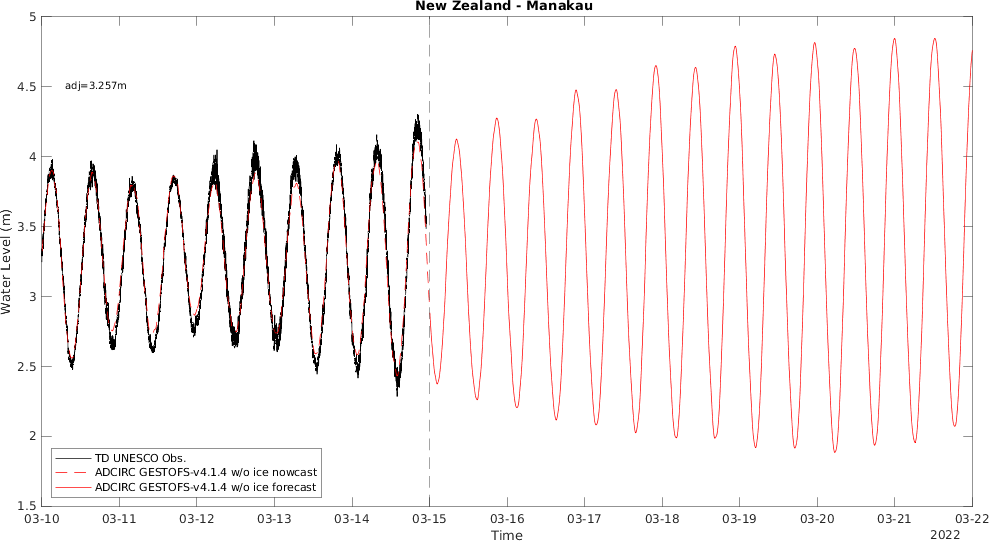 New Zealand - Manakau
5
4.5
4
3.5
3
2.5
2
1.5
adj=3.257m
Water Level (m)
TD UNESCO Obs.
ADCIRC GESTOFS-v4.1.4 w/o ice nowcast
ADCIRC GESTOFS-v4.1.4 w/o ice forecast
03-10 03-11 03-12 03-13 03-14 03-15 03-16 03-17 03-18 03-19 03-20 03-21 03-22
Time
2022